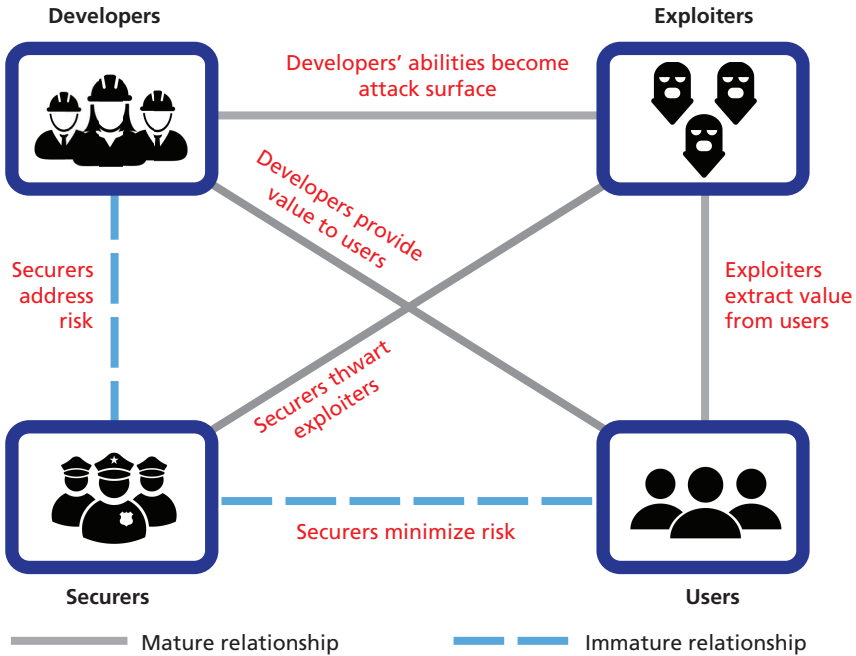 Developers
Exploiters
Developers’ abilities become
attack surface
Developers provide
value to users
Securers
address
risk
Exploiters
extract value
from users
Securers thwart
exploiters
Securers minimize risk
Securers
Users
Mature relationship
Immature relationship